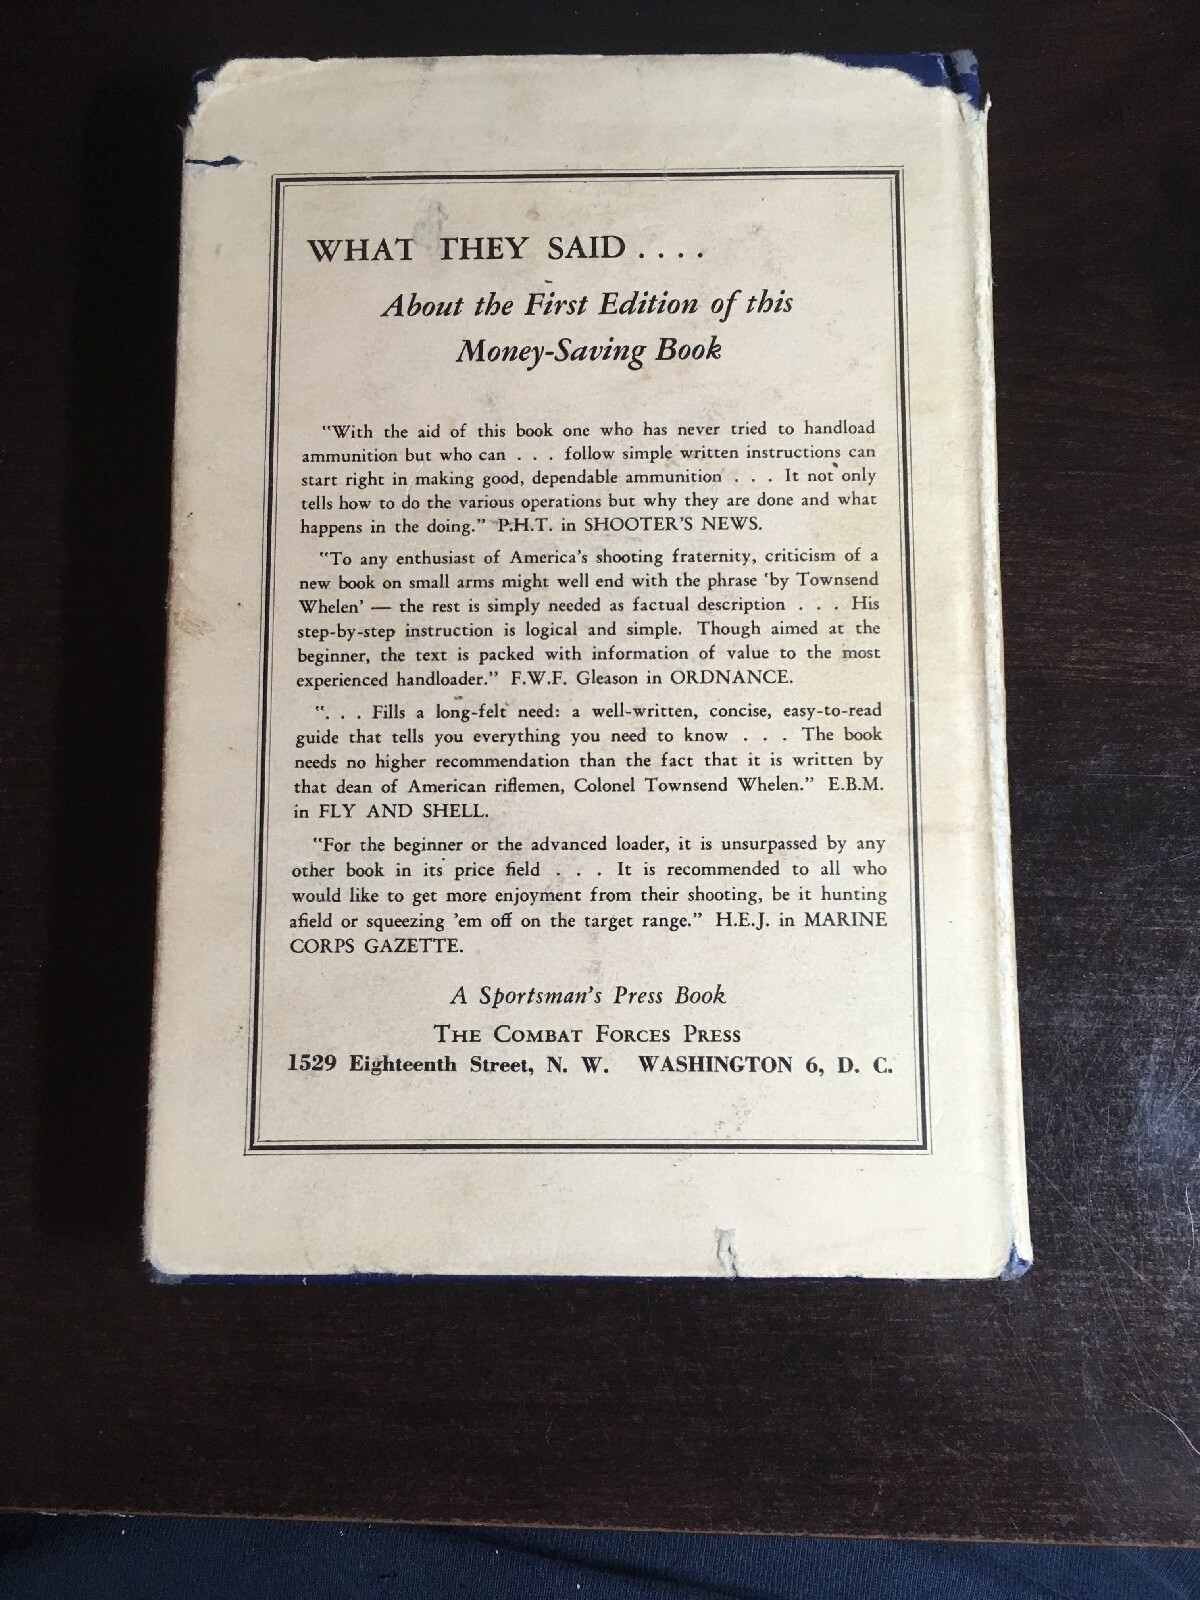 WHAT THEY SAID . . . .
About the First Edition of this
Money-Saving Book
"With the aid of this book one who has never tried to handload
ammunition but who can . . . follow simple written instructions can
start right in making good, dependable ammunition . . . It not only
tells how to do the various operations but why they are done and what
happens in the doing." P.H.T. in SHOOTER'S NEWS.
"To any enthusiast of America's shooting fraternity, criticism of a
new book on small arms might well end with the phrase 'by Townsend
Whelen' — the rest is simply needed as factual description . . . His
step-by-step instruction is logical and simple. Though aimed at the
beginner, the text is packed with information of value to the most
experienced handloader." F.W.F. Gleason in ORDNANCE.
". . . Fills a long-felt need: a well-written, concise, easy-to-read
guide that tells you everything you need to know . . . The book
needs no higher recommendation than the fact that it is written by
that dean of American riflemen, Colonel Townsend Whelen." E.B.M.
in FLY AND SHELL.
"For the beginner or the advanced loader, it is unsurpassed by any
other book in its price field . . . It is recommended to all who
would like to get more enjoyment from their shooting, be it hunting
afield or squeezing 'em off on the target range." H.E.J. in MARINE
CORPS GAZETTE.
A Sportsman's Press Book
THE COMBAT FORCES PRESS
1529 Eighteenth Street, N. W. WASHINGTON 6, D. C.